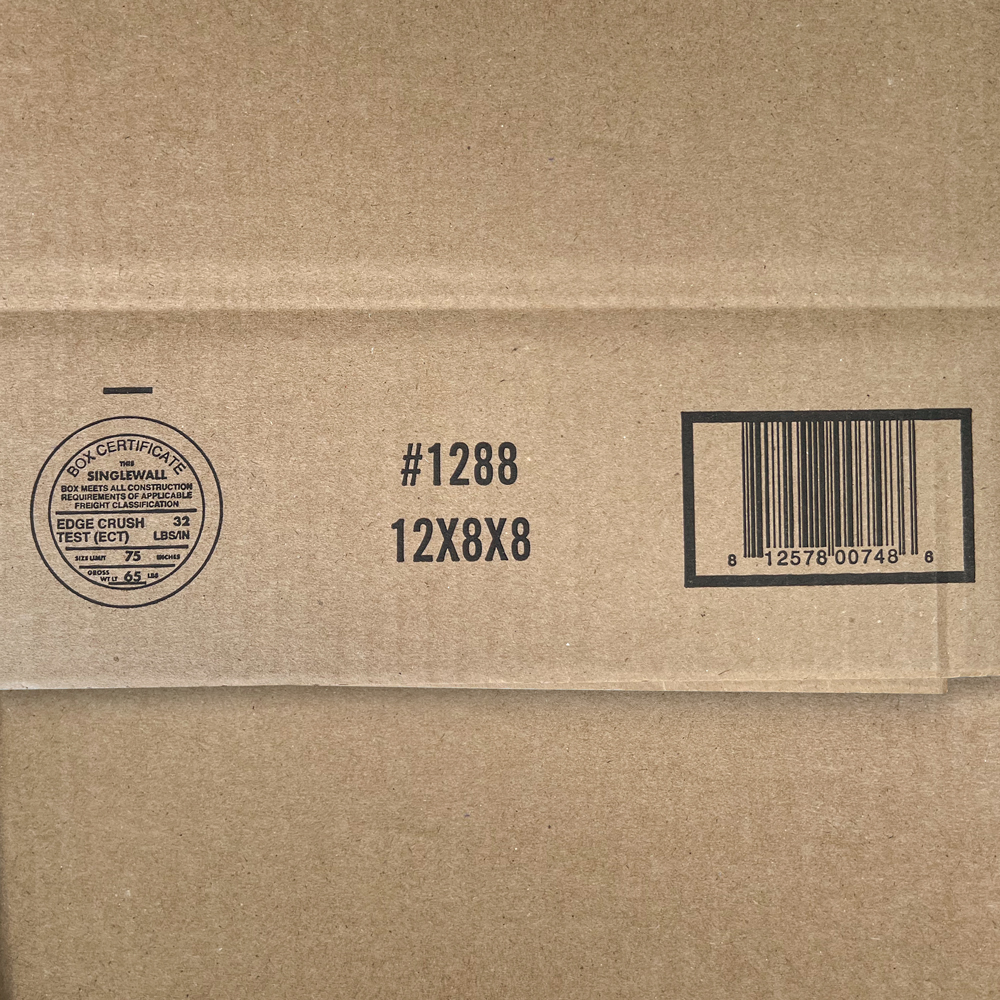 BOX CERTIFICATE
THIS
SINGLEWALL
BOX MEETS ALL CONSTRUCTION
REQUIREMENTS OF APPLICABLE
FREIGHT CLASSIFICATION
EDGE CRUSH 32
TEST (ECT) LBS/IN
SIZE LIMIT 75 INCHES
GROSS
WT LT 65 LBS
#1288
12X8X8
8 12578 00748 6